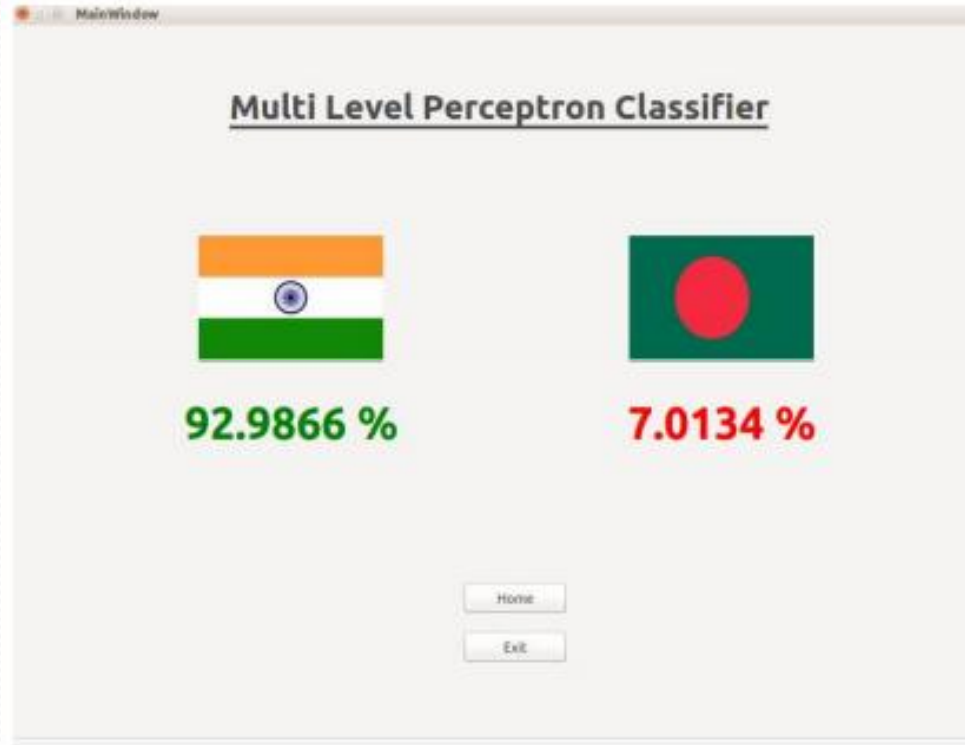 MainWindow
Multi Level Perceptron Classifier
92.9866 % 7.0134 %
Home
Exit